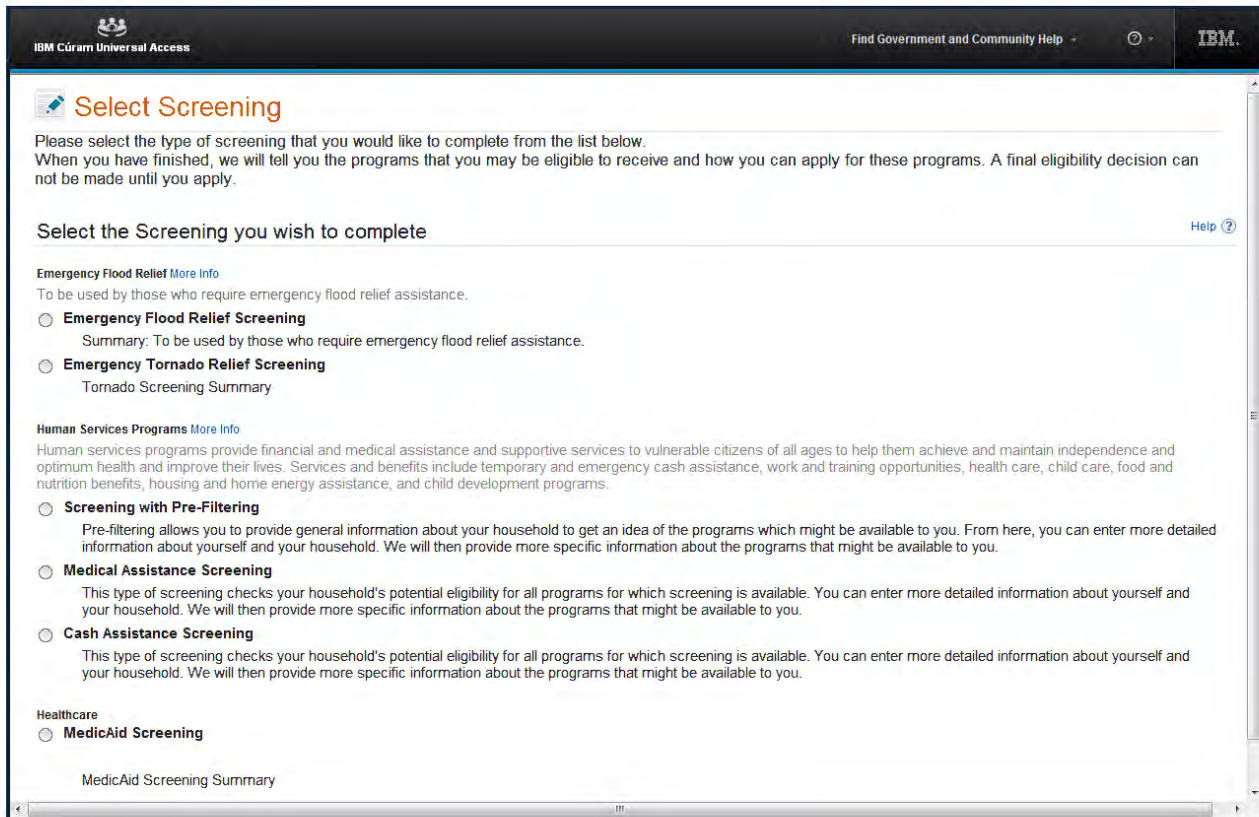 IBM Cúram Universal Access
Find Government and Community Help
IBM.
Select Screening
Please select the type of screening that you would like to complete from the list below.
When you have finished, we will tell you the programs that you may be eligible to receive and how you can apply for these programs. A final eligibility decision can
not be made until you apply.
Select the Screening you wish to complete
Help ?
Emergency Flood Relief More Info
To be used by those who require emergency flood relief assistance.
Emergency Flood Relief Screening
Summary: To be used by those who require emergency flood relief assistance.
Emergency Tornado Relief Screening
Tornado Screening Summary
Human Services Programs More Info
Human services programs provide financial and medical assistance and supportive services to vulnerable citizens of all ages to help them achieve and maintain independence and
optimum health and improve their lives. Services and benefits include temporary and emergency cash assistance, work and training opportunities, health care, child care, food and
nutrition benefits, housing and home energy assistance, and child development programs.
Screening with Pre-Filtering
Pre-filtering allows you to provide general information about your household to get an idea of the programs which might be available to you. From here, you can enter more detailed
information about yourself and your household. We will then provide more specific information about the programs that might be available to you.
Medical Assistance Screening
This type of screening checks your household's potential eligibility for all programs for which screening is available. You can enter more detailed information about yourself and
your household. We will then provide more specific information about the programs that might be available to you.
Cash Assistance Screening
This type of screening checks your household's potential eligibility for all programs for which screening is available. You can enter more detailed information about yourself and
your household. We will then provide more specific information about the programs that might be available to you.
Healthcare
MedicAid Screening
MedicAid Screening Summary